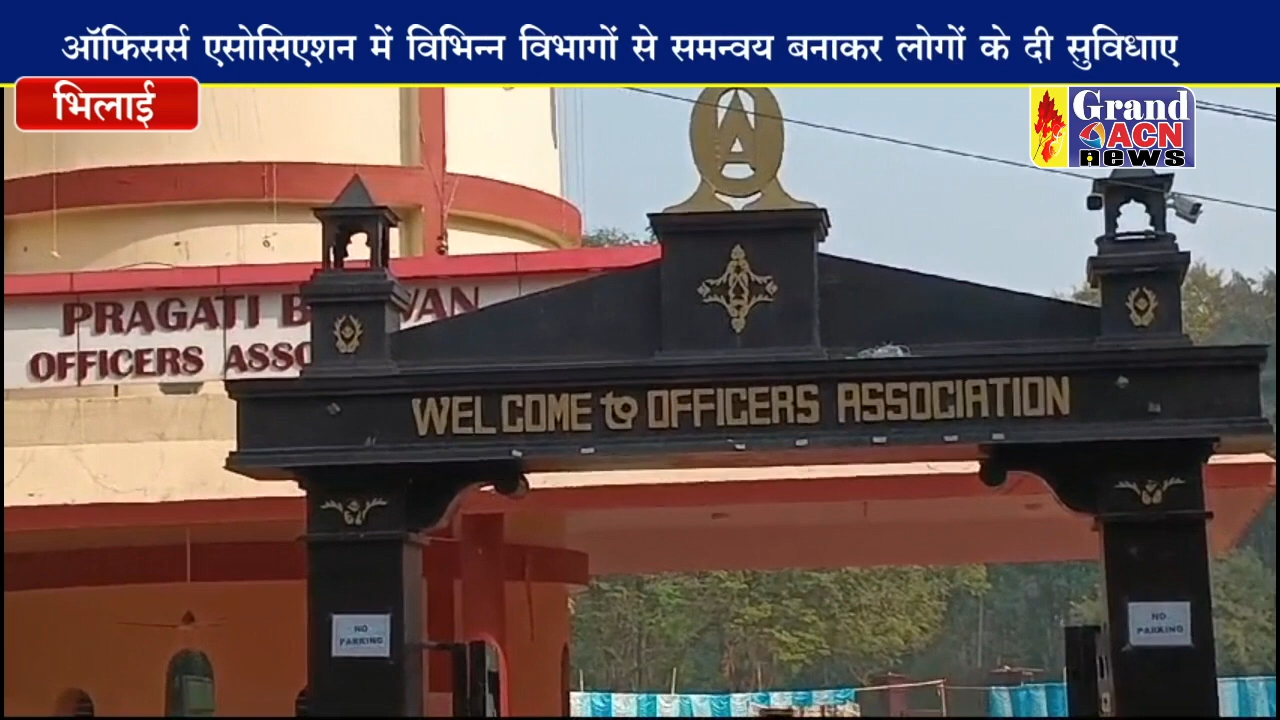 ऑफिसर्स एसोसिएशन में विभिन्न विभागों से समन्वय बनाकर लोगों के दी सुविधाए
भिलाई
Grand
ACN
news
PRAGATI
OFFICERS
WELCOME to OFFICERS ASSOCIATION
NO
PARKING
NO
PARKING